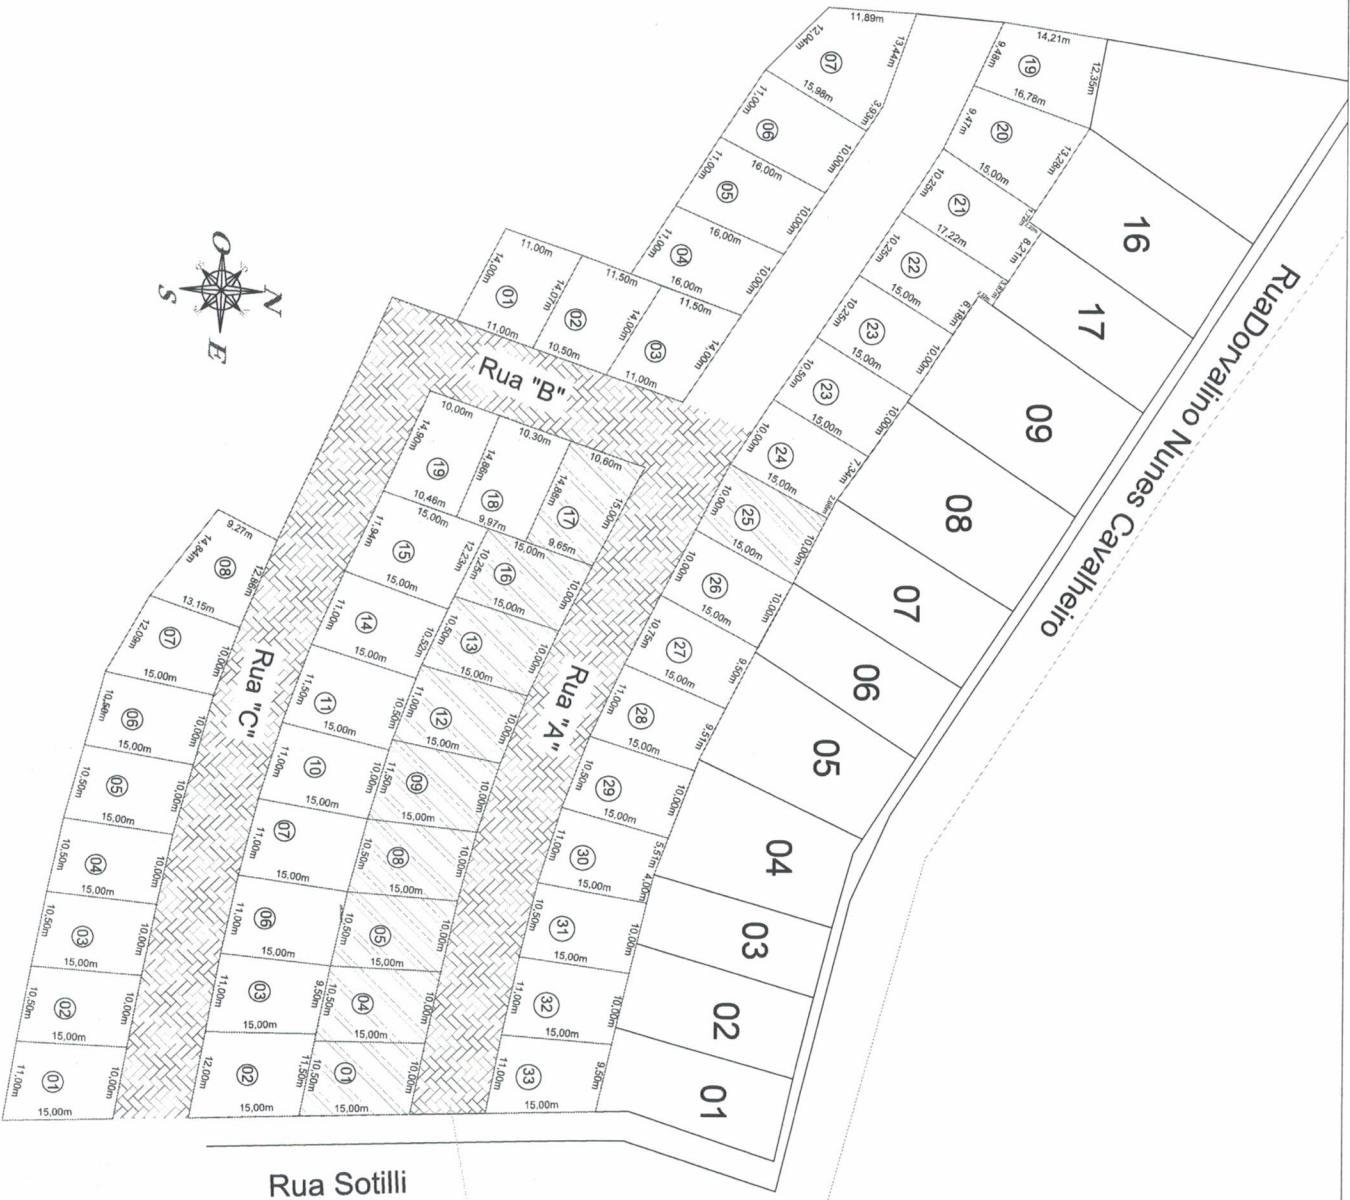 11,89m
12,04m
07
13,44m
15,98m
3,93m
11,00m
06
10,00m
16,00m
11,00m
05
10,00m
16,00m
11,00m
04
10,00m
16,00m
14,21m
9,48m
19
12,35m
16,78m
9,47m
20
13,28m
15,00m
10,25m
21
8,21m
17,22m
10,25m
22
15,00m
6,18m
10,25m
23
10,00m
15,00m
10,50m
23
10,00m
15,00m
10,00m
24
7,34m
15,00m
2,66m
10,00m
25
10,00m
15,00m
10,00m
26
10,00m
15,00m
10,75m
27
9,50m
15,00m
11,00m
28
9,51m
15,00m
10,50m
29
10,00m
15,00m
11,00m
30
5,51m
4,00m
15,00m
10,50m
31
10,00m
15,00m
11,00m
32
10,00m
15,00m
11,00m
33
9,50m
15,00m
16
17
09
08
07
06
05
04
03
02
01
RuaDorvalino Nunes Cavalheiro
11,00m
14,00m
01
14,07m
11,00m
11,50m
02
14,00m
10,50m
11,50m
03
14,00m
11,00m
O
N
S
E
Rua "B"
10,00m
14,90m
19
14,86m
10,46m
10,30m
18
14,88m
9,97m
10,60m
17
15,00m
9,65m
15,00m
11,94m
15
12,23m
15,00m
15,00m
10,25m
16
10,00m
15,00m
11,00m
14
10,52m
15,00m
10,50m
13
10,00m
15,00m
11,50m
11
10,50m
15,00m
11,00m
12
10,00m
15,00m
11,00m
10
10,00m
15,00m
11,50m
09
10,00m
15,00m
11,00m
07
15,00m
10,50m
08
10,00m
15,00m
11,00m
06
15,00m
10,50m
05
10,00m
15,00m
11,00m
03
9,50m
15,00m
10,50m
04
10,00m
15,00m
12,00m
02
11,50m
15,00m
10,50m
01
10,00m
15,00m
Rua "A"
Rua "C"
9,27m
14,84m
08
12,86m
13,15m
12,09m
07
10,00m
15,00m
10,50m
06
10,00m
15,00m
10,50m
05
10,00m
15,00m
10,50m
04
10,00m
15,00m
10,50m
03
10,00m
15,00m
10,50m
02
10,00m
15,00m
11,00m
01
10,00m
15,00m
Rua Sotilli